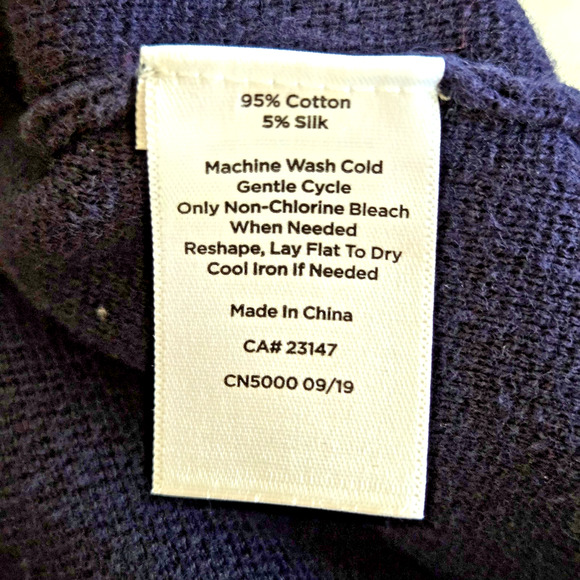 95% Cotton
5% Silk
Machine Wash Cold
Gentle Cycle
Only Non-Chlorine Bleach
When Needed
Reshape, Lay Flat To Dry
Cool Iron If Needed
Made In China
CA# 23147
CN5000 09/19